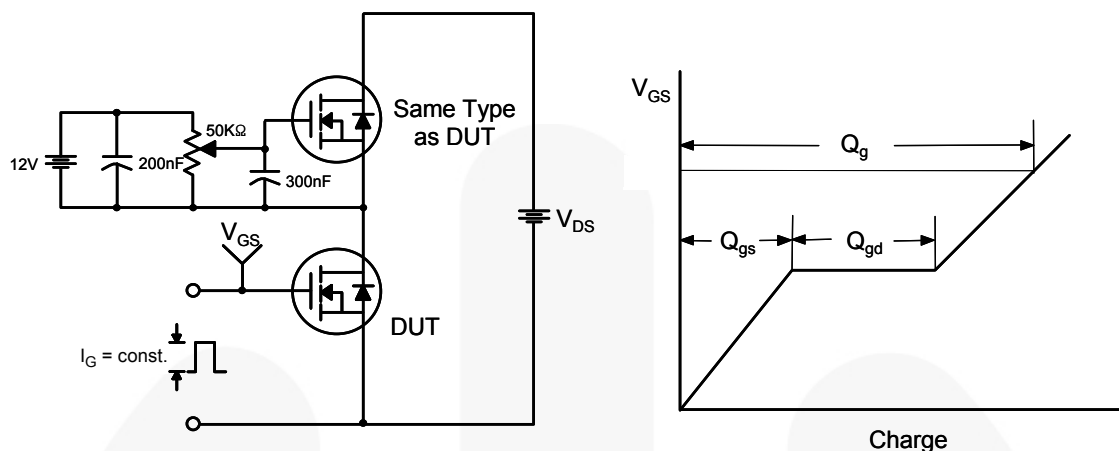 Same Type
as DUT
50KΩ
12V
200nF
300nF
V_GS
V_DS
DUT
I_G = const.
V_GS
Q_g
Q_gs
Q_gd
Charge